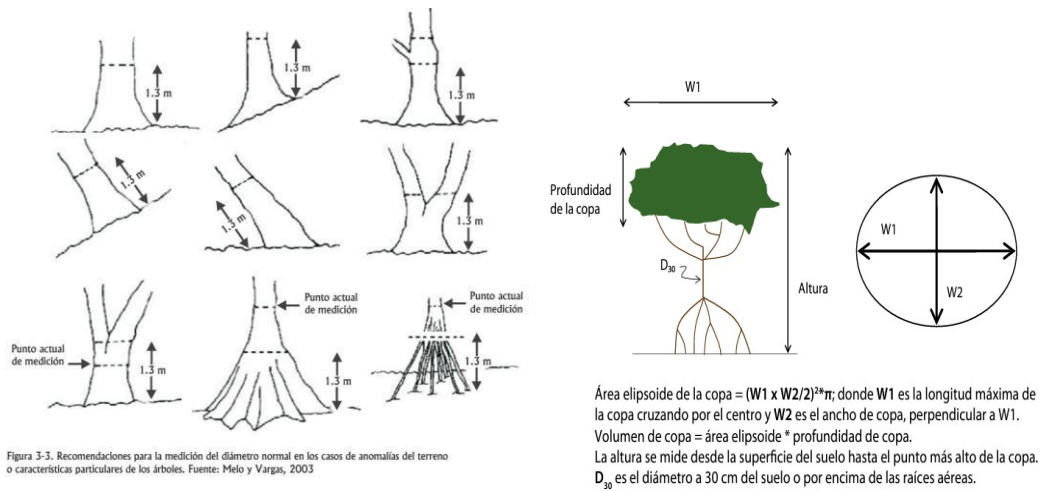 1.3 m
1.3 m
1.3 m
1.3 m
1.3 m
1.3 m
Punto actual
de medición
1.3 m
Punto actual
de medición
1.3 m
Punto actual
de medición
1.3 m
Figura 3-3. Recomendaciones para la medición del diámetro normal en los casos de anomalías del terreno
o características particulares de los árboles. Fuente: Melo y Vargas, 2003
W1
Profundidad
de la copa
D30
Altura
W1
W2
Área elipsoide de la copa = (W1 x W2/2)²*π; donde W1 es la longitud máxima de
la copa cruzando por el centro y W2 es el ancho de copa, perpendicular a W1.
Volumen de copa = área elipsoide * profundidad de copa.
La altura se mide desde la superficie del suelo hasta el punto más alto de la copa.
D30 es el diámetro a 30 cm del suelo o por encima de las raíces aéreas.